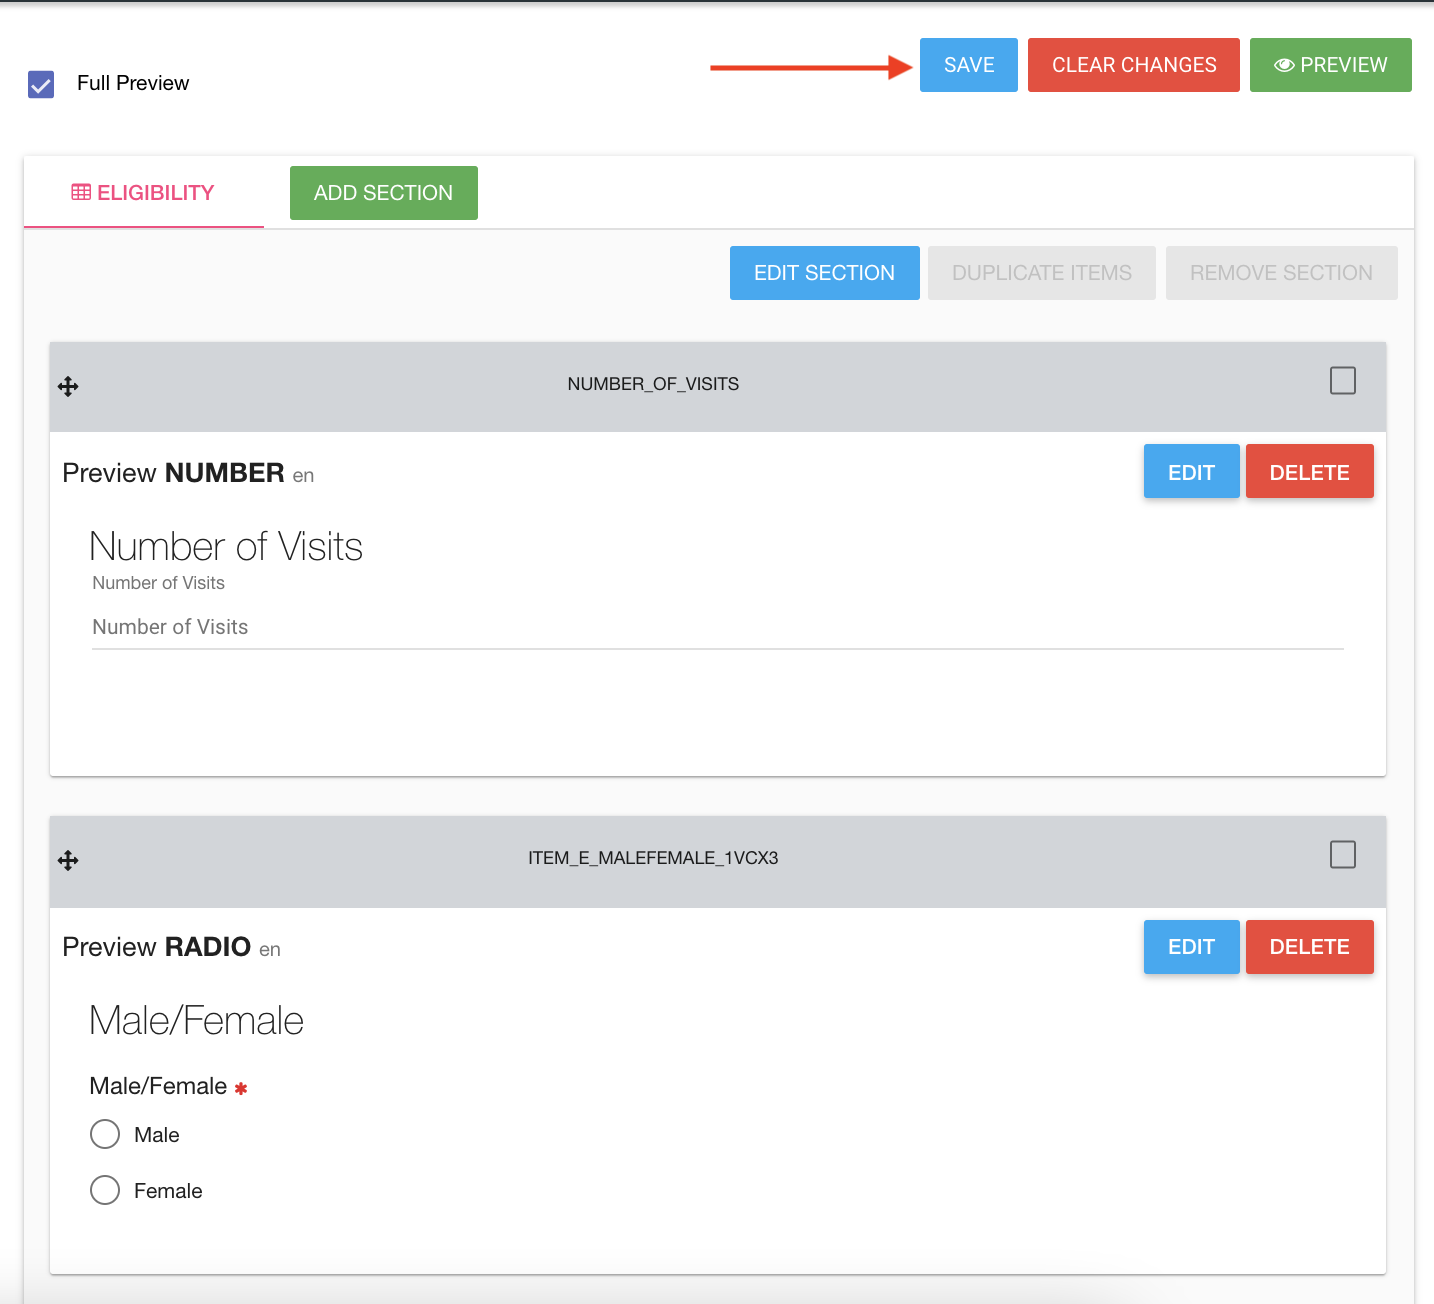 Full Preview
SAVE
CLEAR CHANGES
PREVIEW
ELIGIBILITY
ADD SECTION
EDIT SECTION
DUPLICATE ITEMS
REMOVE SECTION
NUMBER_OF_VISITS
Preview NUMBER en
EDIT
DELETE
Number of Visits
Number of Visits
Number of Visits
ITEM_E_MALEFEMALE_1VCX3
Preview RADIO en
EDIT
DELETE
Male/Female
Male/Female *
Male
Female